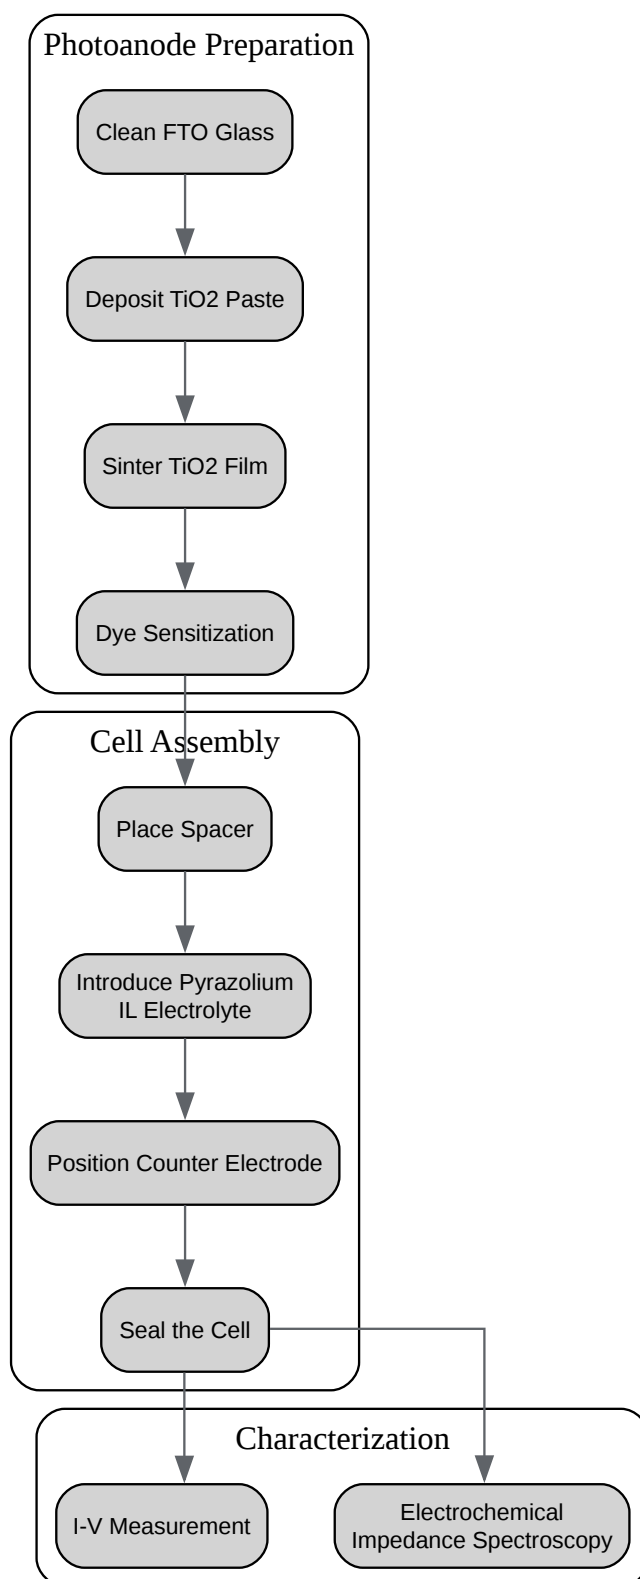 Photoanode Preparation
Clean FTO Glass
Deposit TiO2 Paste
Sinter TiO2 Film
Dye Sensitization
Cell Assembly
Place Spacer
Introduce Pyrazolium
IL Electrolyte
Position Counter Electrode
Seal the Cell
Characterization
I-V Measurement
Electrochemical
Impedance Spectroscopy